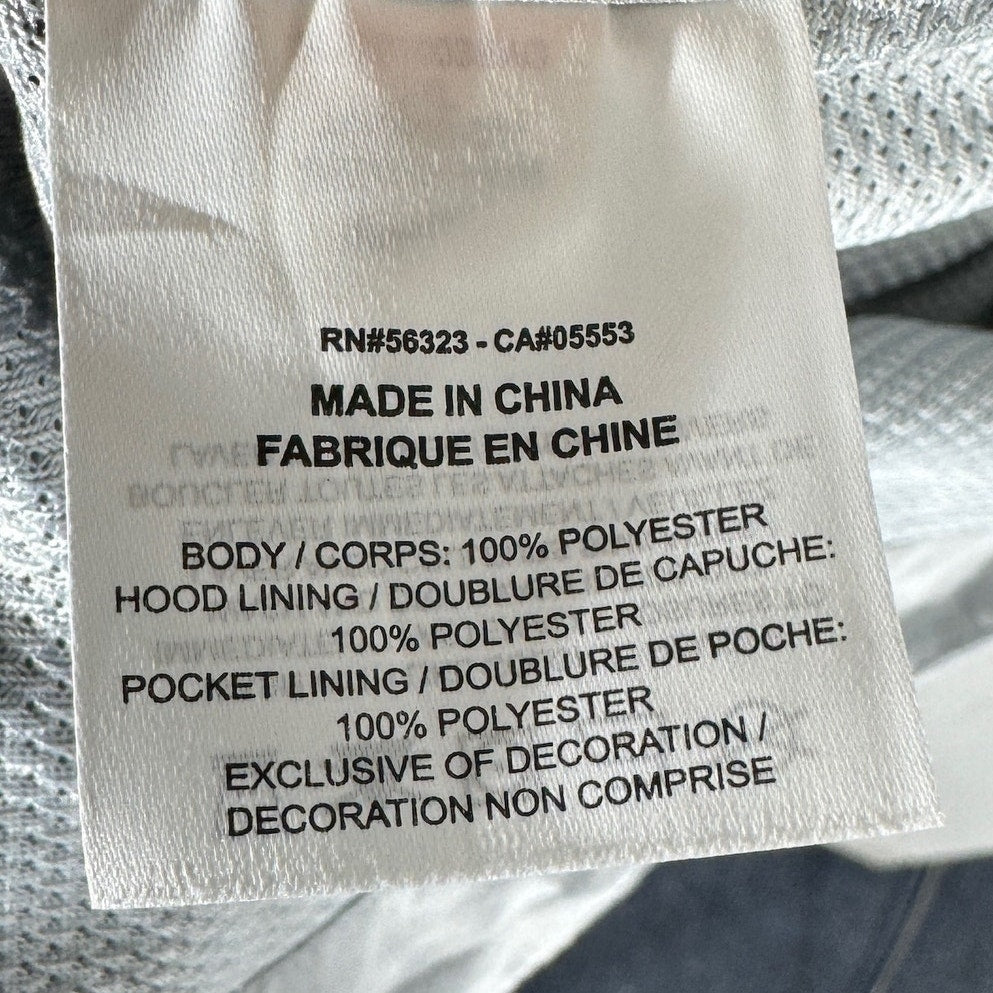 RN#56323 - CA#05553
MADE IN CHINA
FABRIQUE EN CHINE
BODY / CORPS: 100% POLYESTER
HOOD LINING / DOUBLURE DE CAPUCHE:
100% POLYESTER
POCKET LINING / DOUBLURE DE POCHE:
100% POLYESTER
EXCLUSIVE OF DECORATION /
DECORATION NON COMPRISE